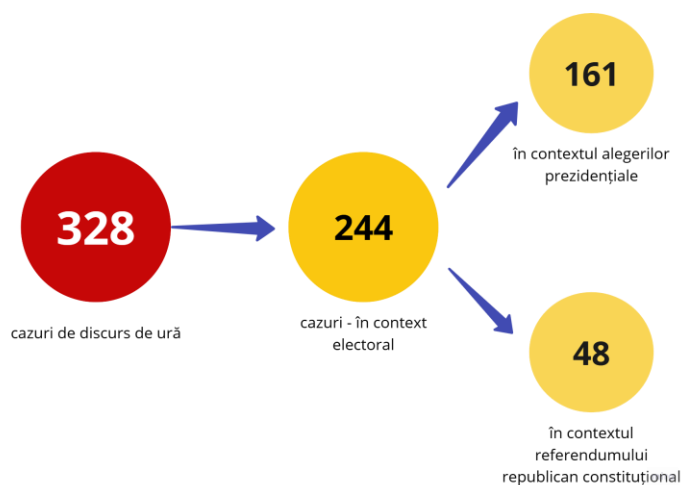 328
cazuri de discurs de ură
244
cazuri - în context
electoral
161
în contextul alegerilor
prezidențiale
48
în contextul
referendumului
republican constituțional